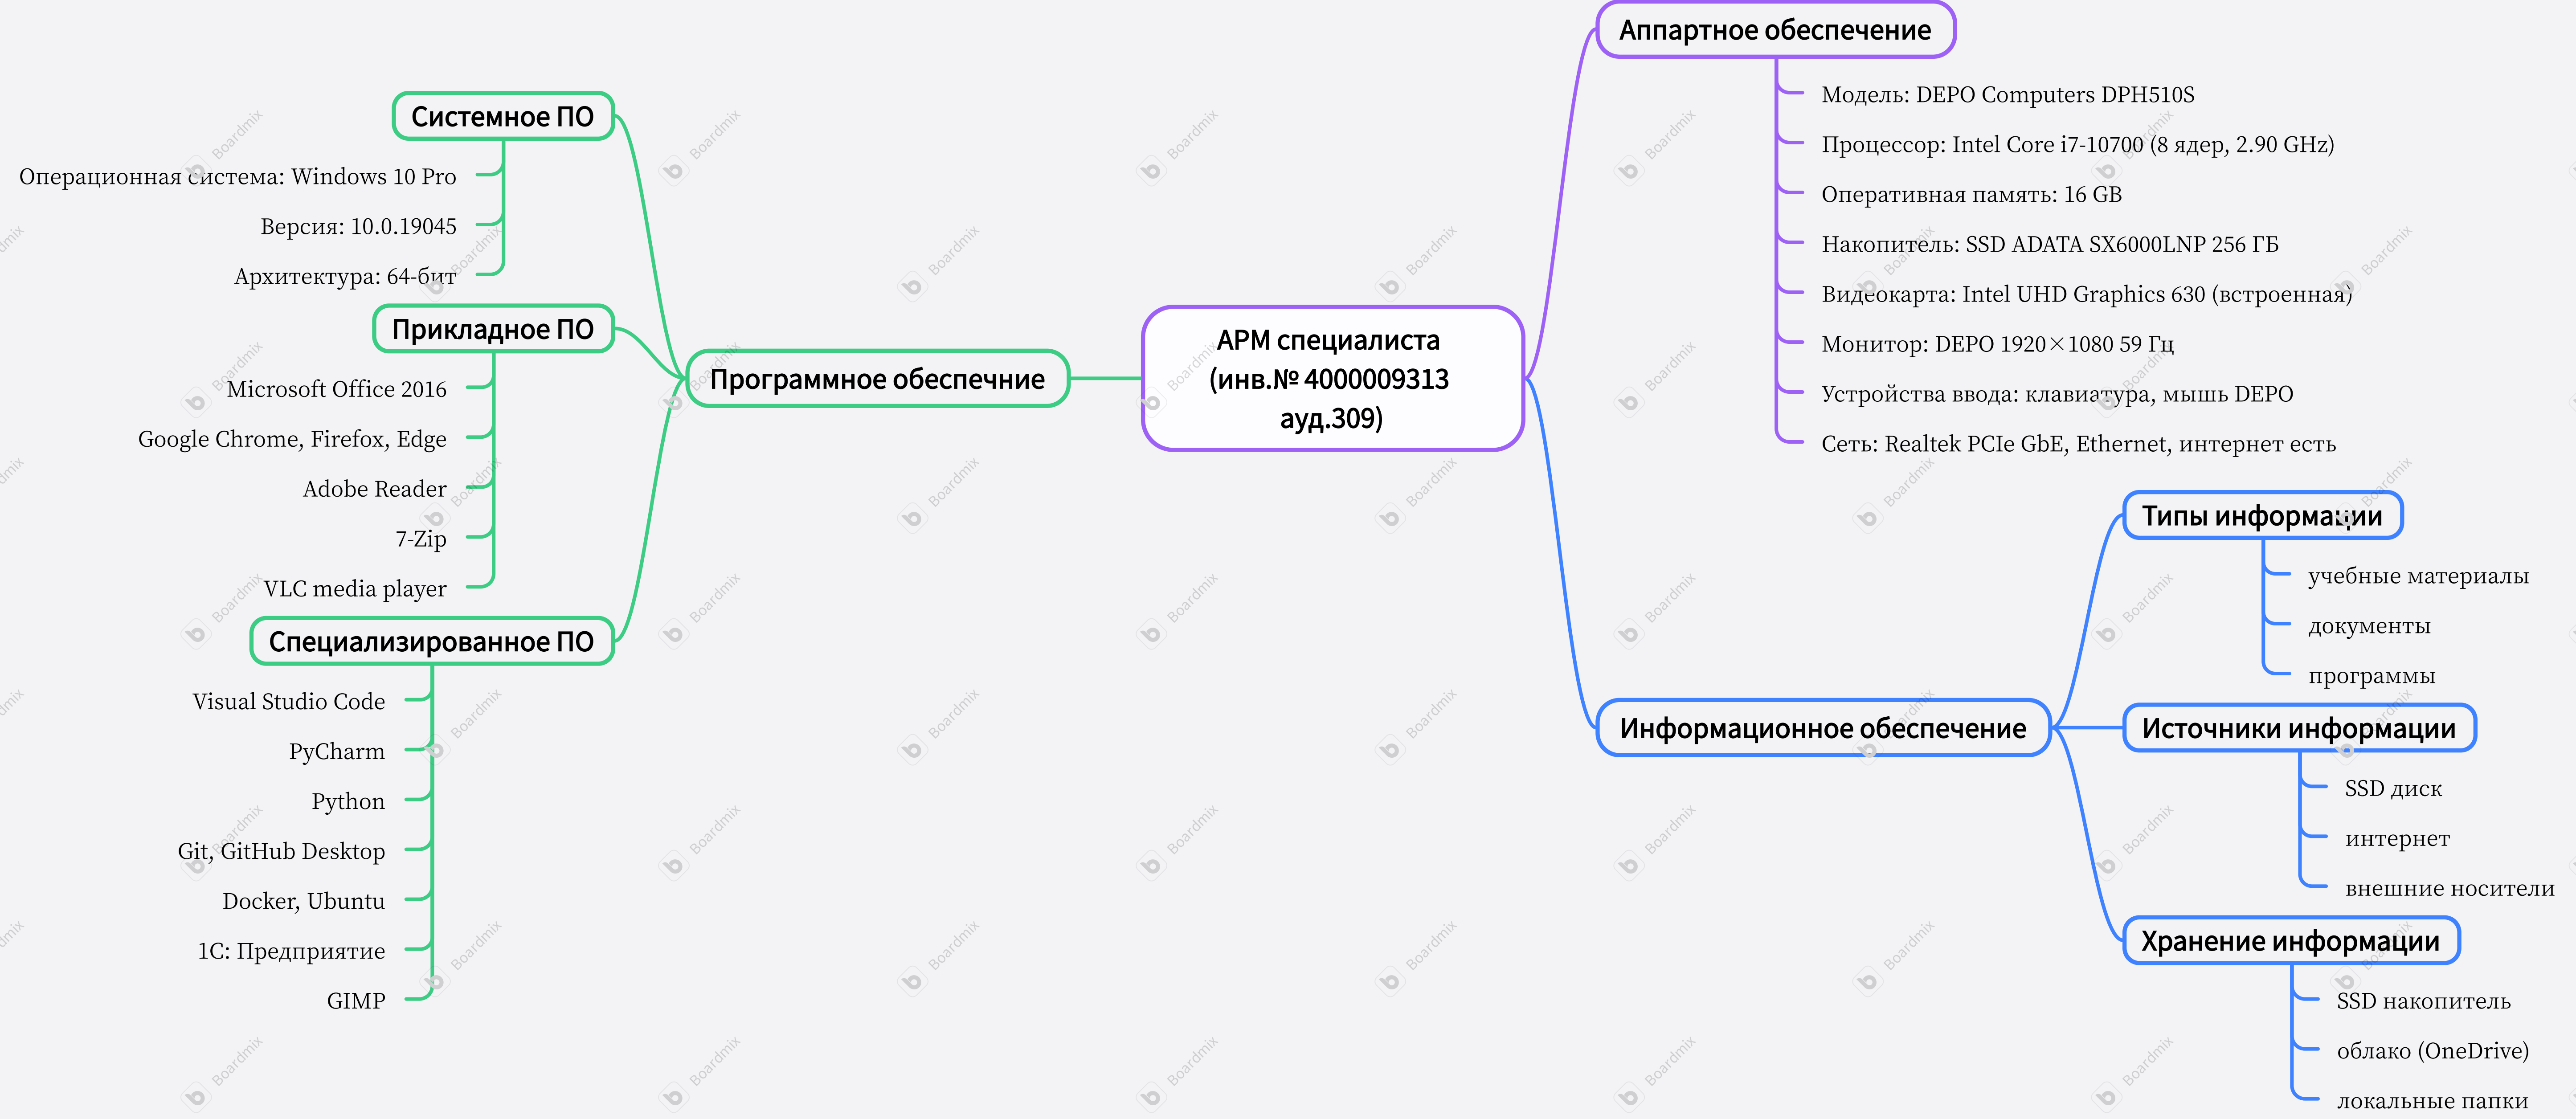 АРМ специалиста
(инв.№ 4000009313
ауд.309)
Программное обеспечние
Системное ПО
Операционная система: Windows 10 Pro
Версия: 10.0.19045
Архитектура: 64-бит
Прикладное ПО
Microsoft Office 2016
Google Chrome, Firefox, Edge
Adobe Reader
7-Zip
VLC media player
Специализированное ПО
Visual Studio Code
PyCharm
Python
Git, GitHub Desktop
Docker, Ubuntu
1С: Предприятие
GIMP
Аппартное обеспечение
Модель: DEPO Computers DPH510S
Процессор: Intel Core i7-10700 (8 ядер, 2.90 GHz)
Оперативная память: 16 GB
Накопитель: SSD ADATA SX6000LNP 256 ГБ
Видеокарта: Intel UHD Graphics 630 (встроенная)
Монитор: DEPO 1920×1080 59 Гц
Устройства ввода: клавиатура, мышь DEPO
Сеть: Realtek PCIe GbE, Ethernet, интернет есть
Информационное обеспечение
Типы информации
учебные материалы
документы
программы
Источники информации
SSD диск
интернет
внешние носители
Хранение информации
SSD накопитель
облако (OneDrive)
локальные папки
Boardmix